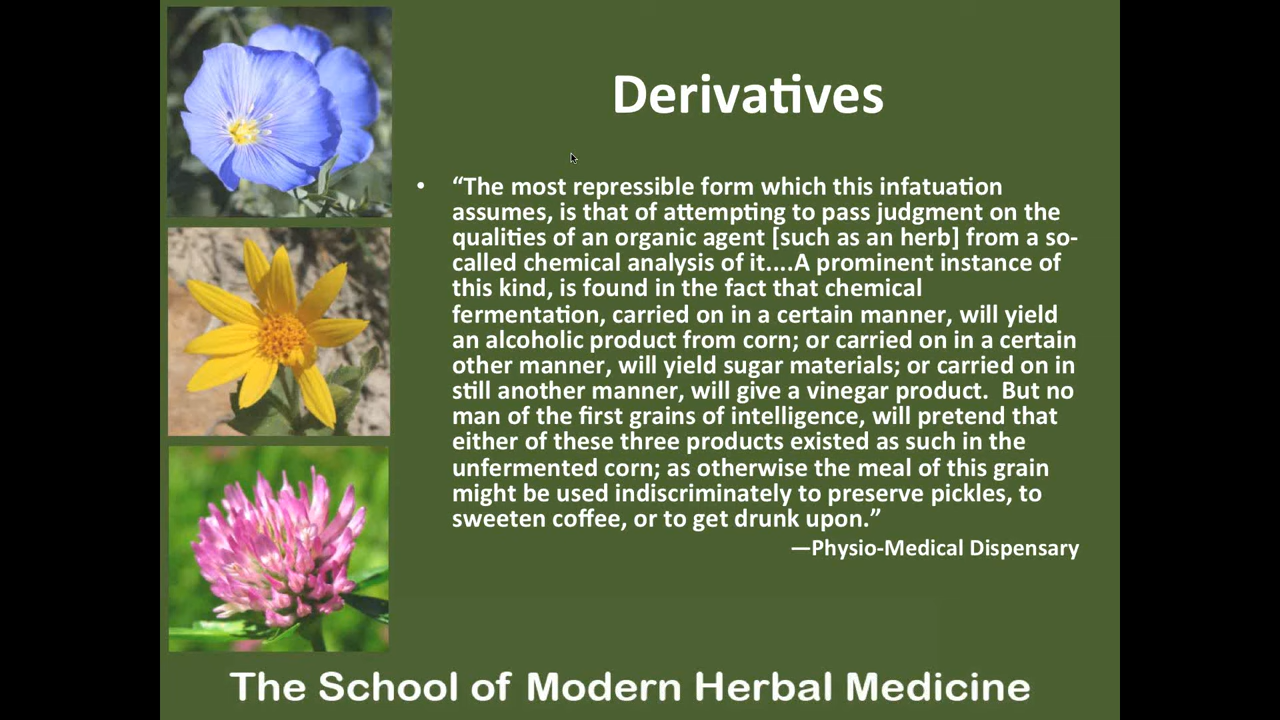 Derivatives
• “The most repressible form which this infatuation
assumes, is that of attempting to pass judgment on the
qualities of an organic agent [such as an herb] from a so-
called chemical analysis of it....A prominent instance of
this kind, is found in the fact that chemical
fermentation, carried on in a certain manner, will yield
an alcoholic product from corn; or carried on in a certain
other manner, will yield sugar materials; or carried on in
still another manner, will give a vinegar product.  But no
man of the first grains of intelligence, will pretend that
either of these three products existed as such in the
unfermented corn; as otherwise the meal of this grain
might be used indiscriminately to preserve pickles, to
sweeten coffee, or to get drunk upon.”
—Physio-Medical Dispensary
The School of Modern Herbal Medicine